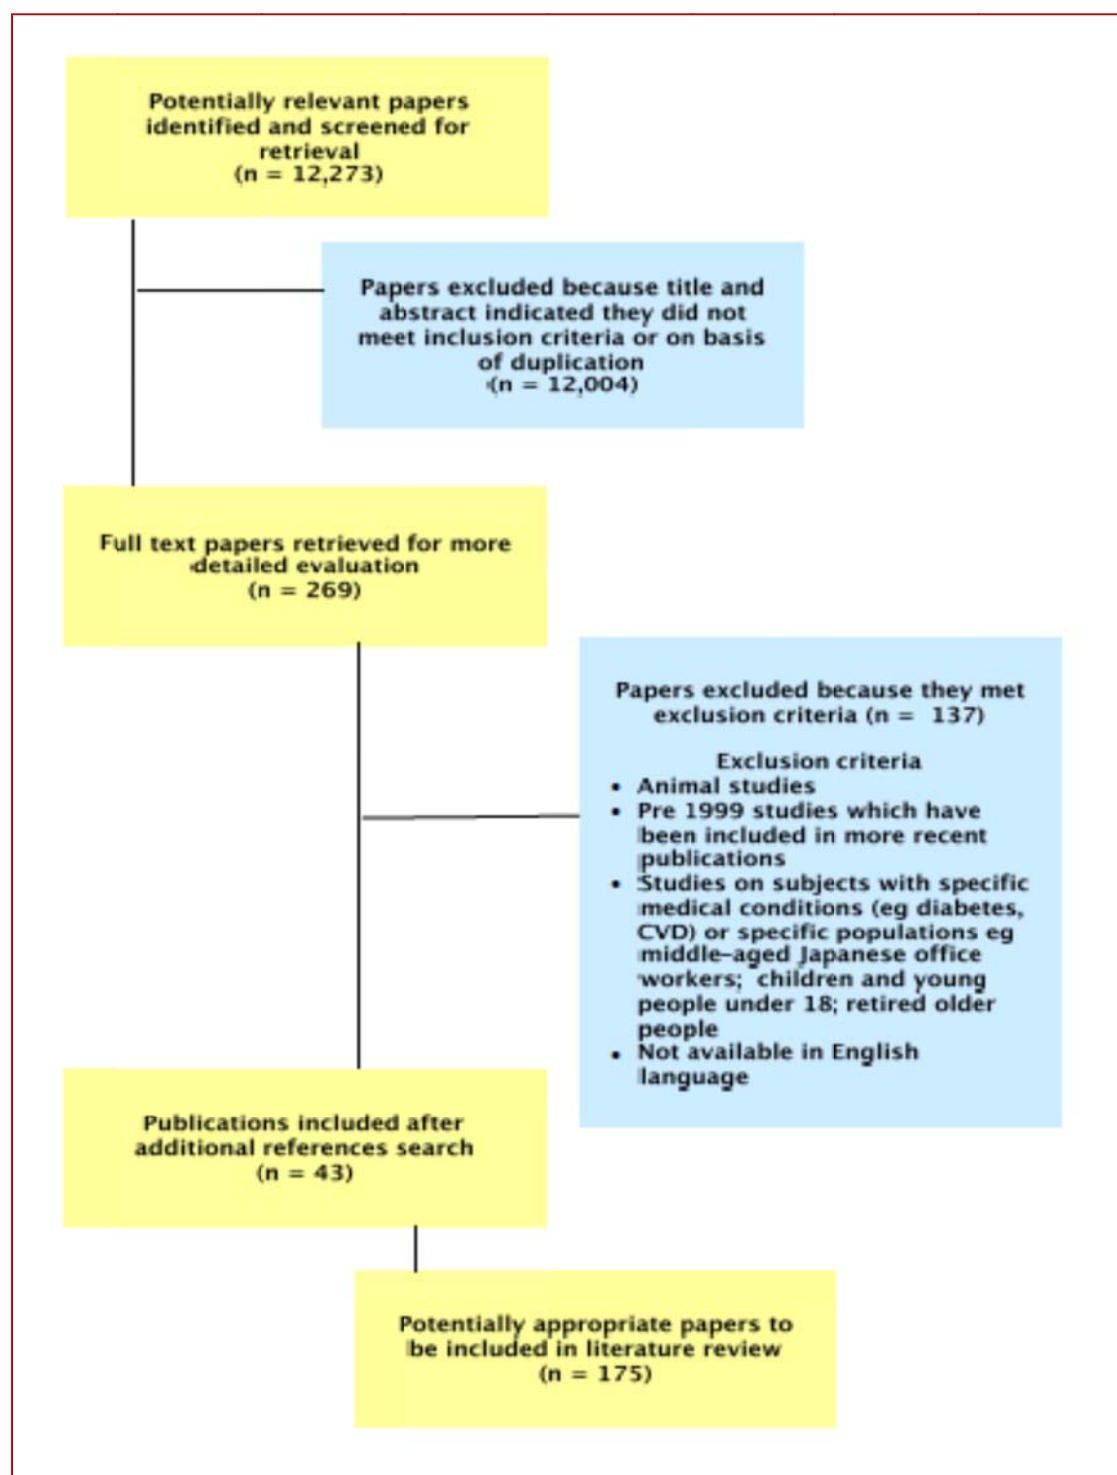 Potentially relevant papers
identified and screened for
retrieval
(n = 12,273)
Papers excluded because title and
abstract indicated they did not
meet inclusion criteria or on basis
of duplication
(n = 12,004)
Full text papers retrieved for more
detailed evaluation
(n = 269)
Papers excluded because they met
exclusion criteria (n = 137)
Exclusion criteria
• Animal studies
• Pre 1999 studies which have
been included in more recent
publications
• Studies on subjects with specific
medical conditions (eg diabetes,
CVD) or specific populations eg
middle-aged Japanese office
workers; children and young
people under 18; retired older
people
• Not available in English
language
Publications included after
additional references search
(n = 43)
Potentially appropriate papers to
be included in literature review
(n = 175)